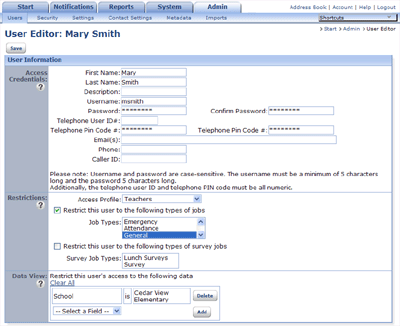 Start Notifications Reports System Admin
Address Book | Account | Help | Logout
Users Security Settings Contact Settings Metadata Imports
Shortcuts
> Start > Admin > User Editor
User Editor: Mary Smith
Save
User Information
Access Credentials:
?
First Name: Mary
Last Name: Smith
Description:
Username: msmith
Password: ******** Confirm Password: ********
Telephone User ID#:
Telephone Pin Code #: ******** Telephone Pin Code #: ********
Email(s):
Phone:
Caller ID:
Please note: Username and password are case-sensitive. The username must be a minimum of 5 characters
long and the password 5 characters long.
Additionally, the telephone user ID and telephone PIN code must be all numeric.
Restrictions:
?
Access Profile: Teachers
Restrict this user to the following types of jobs
Job Types: Emergency
Attendance
General
Restrict this user to the following types of survey jobs
Survey Job Types: Lunch Surveys
Survey
Data View:
?
Restrict this user's access to the following data
Clear All
School is Cedar View Elementary Delete
-- Select a Field -- Add